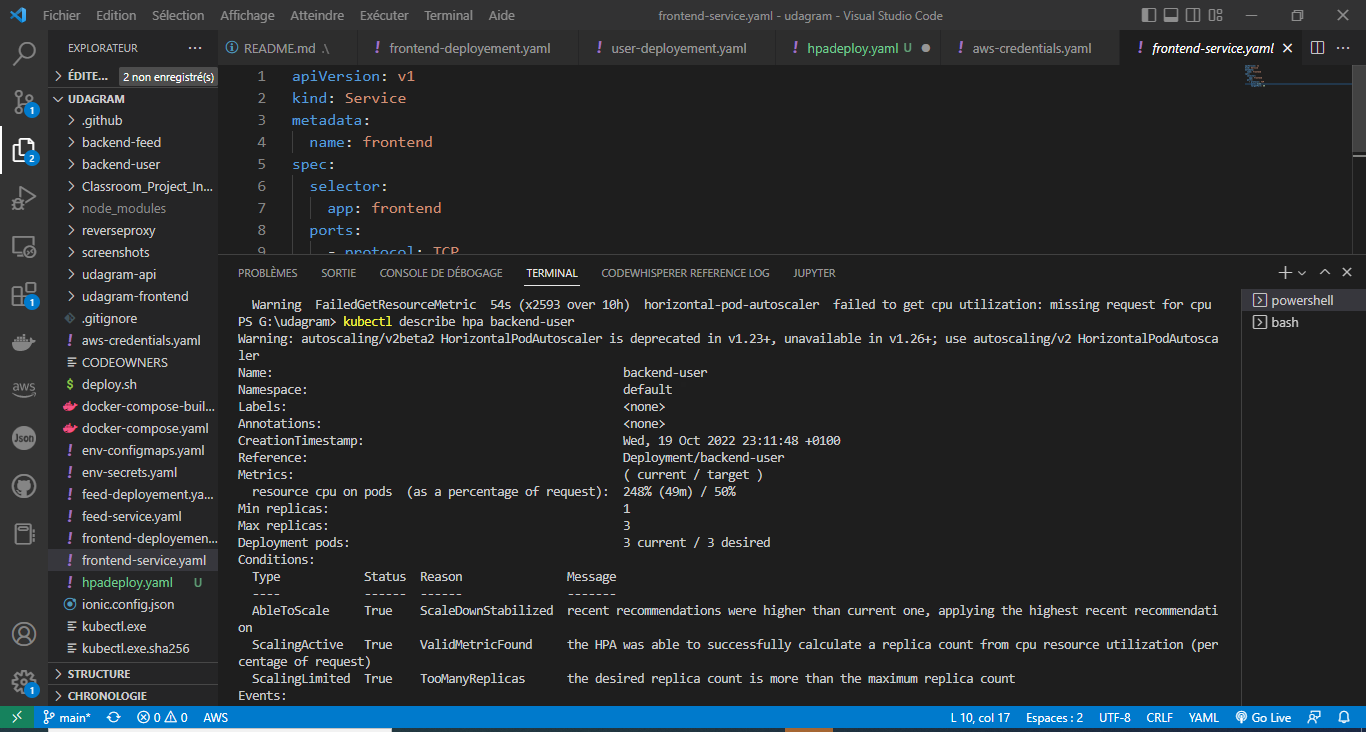 Fichier Edition Sélection Affichage Atteindre Exécuter Terminal Aide frontend-service.yaml - udagram - Visual Studio Code
EXPLORATEUR ···
ÉDITE... 2 non enregistré(s)
UDAGRAM
.github
backend-feed
backend-user
Classroom_Project_In...
node_modules
reverseproxy
screenshots
udagram-api
udagram-frontend
.gitignore
! aws-credentials.yaml
CODEOWNERS
$ deploy.sh
docker-compose-buil...
docker-compose.yaml
! env-configmaps.yaml
! env-secrets.yaml
! feed-deployement.ya...
! feed-service.yaml
! frontend-deployemen...
! frontend-service.yaml
! hpadeploy.yaml U
ionic.config.json
kubectl.exe
kubectl.exe.sha256
STRUCTURE
CHRONOLOGIE
1
2
1
aws
Json
1
README.md .\ ! frontend-deployement.yaml ! user-deployement.yaml ! hpadeploy.yaml U ! aws-credentials.yaml ! frontend-service.yaml ···
1 apiVersion: v1
2 kind: Service
3 metadata:
4 name: frontend
5 spec:
6 selector:
7 app: frontend
8 ports:
9 - protocol: TCP
PROBLÈMES SORTIE CONSOLE DE DÉBOGAGE TERMINAL CODEWHISPERER REFERENCE LOG JUPYTER
powershell
bash
Warning FailedGetResourceMetric 54s (x2593 over 10h) horizontal-pod-autoscaler failed to get cpu utilization: missing request for cpu
PS G:\udagram> kubectl describe hpa backend-user
Warning: autoscaling/v2beta2 HorizontalPodAutoscaler is deprecated in v1.23+, unavailable in v1.26+; use autoscaling/v2 HorizontalPodAutosca
ler
Name: backend-user
Namespace: default
Labels: <none>
Annotations: <none>
CreationTimestamp: Wed, 19 Oct 2022 23:11:48 +0100
Reference: Deployment/backend-user
Metrics: ( current / target )
resource cpu on pods (as a percentage of request): 248% (49m) / 50%
Min replicas: 1
Max replicas: 3
Deployment pods: 3 current / 3 desired
Conditions:
Type Status Reason Message
---- ------ ------ -------
AbleToScale True ScaleDownStabilized recent recommendations were higher than current one, applying the highest recent recommendati
on
ScalingActive True ValidMetricFound the HPA was able to successfully calculate a replica count from cpu resource utilization (per
centage of request)
ScalingLimited True TooManyReplicas the desired replica count is more than the maximum replica count
Events:
main* 0 0 AWS L 10, col 17 Espaces : 2 UTF-8 CRLF YAML Go Live